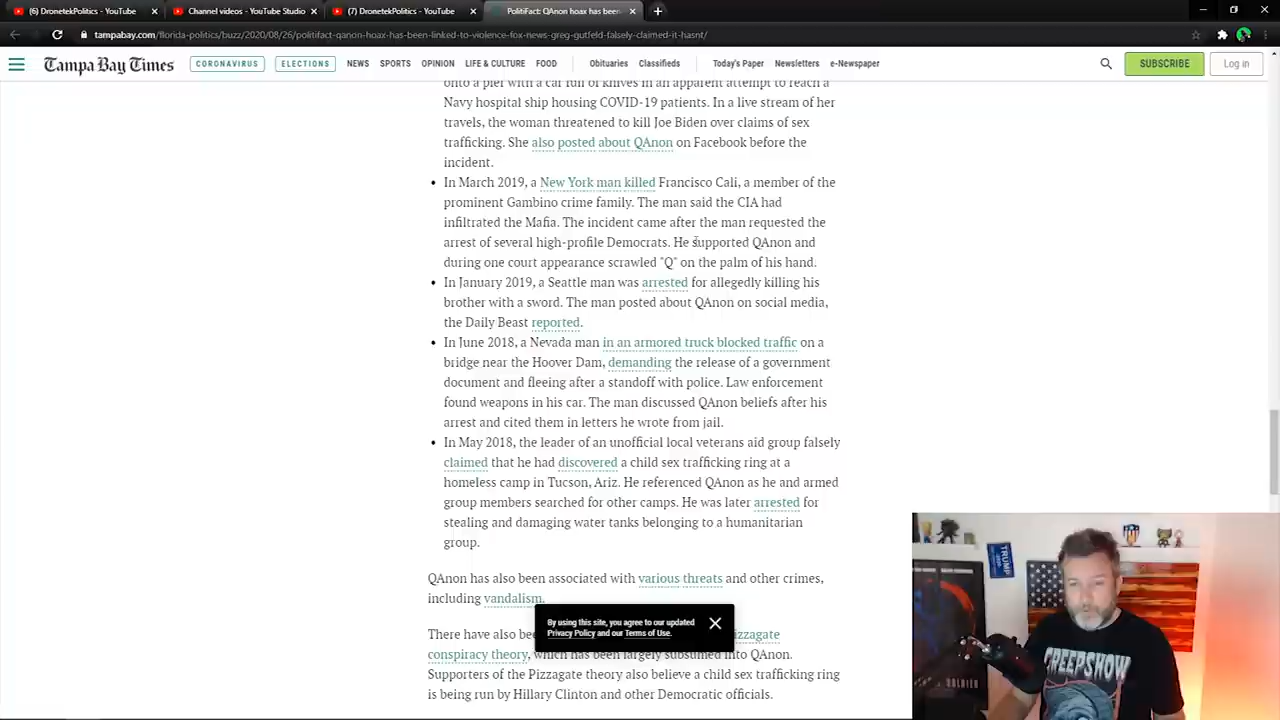 (6) DronetekPolitics - YouTube
Channel videos - YouTube Studio
(7) DronetekPolitics - YouTube
PolitiFact: QAnon hoax has been
tampabay.com/florida-politics/buzz/2020/08/26/politifact-qanon-hoax-has-been-linked-to-violence-fox-news-greg-gutfeld-falsely-claimed-it-hasnt/
Tampa Bay Times
CORONAVIRUS
ELECTIONS
NEWS
SPORTS
OPINION
LIFE & CULTURE
FOOD
Obituaries
Classifieds
Today's Paper
Newsletters
e-Newspaper
SUBSCRIBE
Log in
onto a pier with a car full of knives in an apparent attempt to reach a
Navy hospital ship housing COVID-19 patients. In a live stream of her
travels, the woman threatened to kill Joe Biden over claims of sex
trafficking. She also posted about QAnon on Facebook before the
incident.
• In March 2019, a New York man killed Francisco Cali, a member of the
prominent Gambino crime family. The man said the CIA had
infiltrated the Mafia. The incident came after the man requested the
arrest of several high-profile Democrats. He supported QAnon and
during one court appearance scrawled "Q" on the palm of his hand.
• In January 2019, a Seattle man was arrested for allegedly killing his
brother with a sword. The man posted about QAnon on social media,
the Daily Beast reported.
• In June 2018, a Nevada man in an armored truck blocked traffic on a
bridge near the Hoover Dam, demanding the release of a government
document and fleeing after a standoff with police. Law enforcement
found weapons in his car. The man discussed QAnon beliefs after his
arrest and cited them in letters he wrote from jail.
• In May 2018, the leader of an unofficial local veterans aid group falsely
claimed that he had discovered a child sex trafficking ring at a
homeless camp in Tucson, Ariz. He referenced QAnon as he and armed
group members searched for other camps. He was later arrested for
stealing and damaging water tanks belonging to a humanitarian
group.
QAnon has also been associated with various threats and other crimes,
including vandalism.
By using this site, you agree to our updated
Privacy Policy and our Terms of Use.
There have also
conspiracy theory, which has been largely subsumed into QAnon.
Supporters of the Pizzagate theory also believe a child sex trafficking ring
is being run by Hillary Clinton and other Democratic officials.
TRUMP
CREEPSHOW